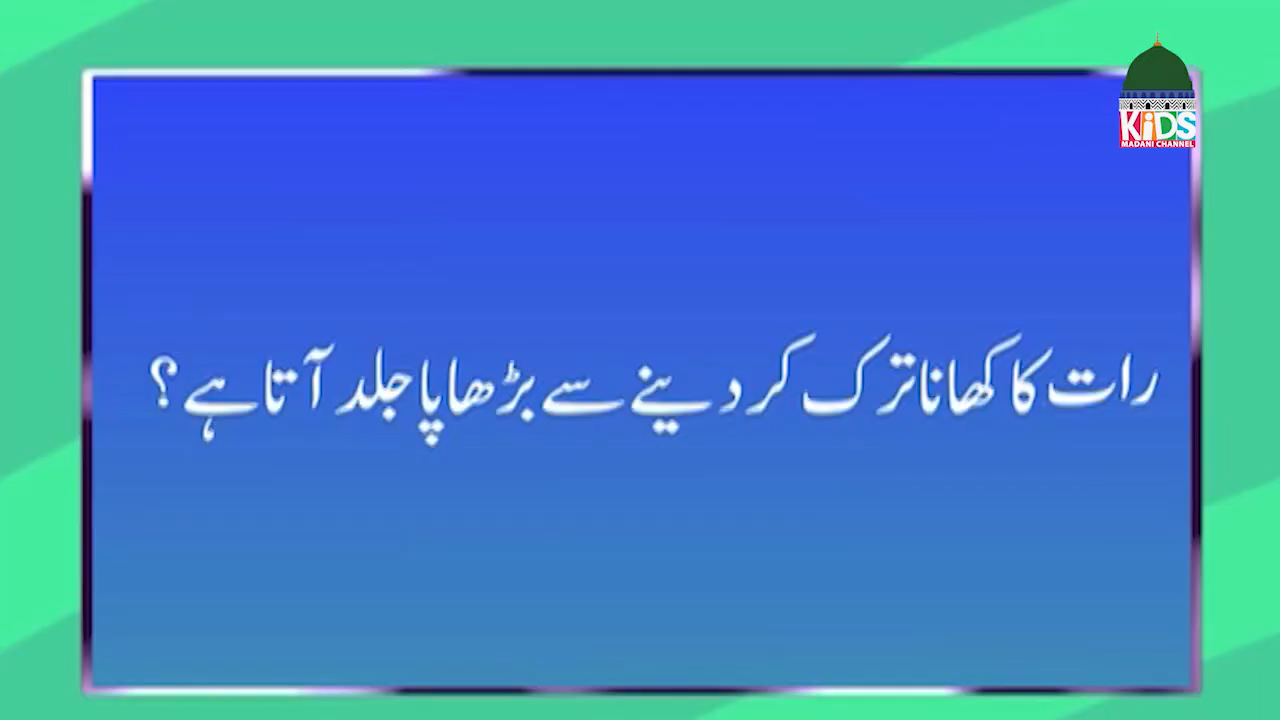 KiDS
MADANI CHANNEL
رات کا کھانا ترک کر دینے سے بڑھاپا جلد آتا ہے؟